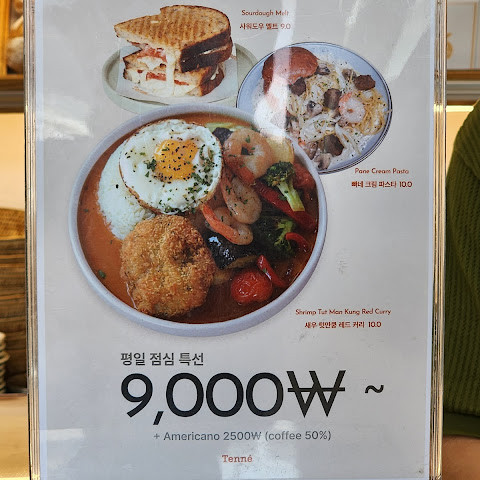 Sourdough Melt
사워도우 멜트 9.0
Pane Cream Pasta
빠네 크림 파스타 10.0
Shrimp Tut Man Kung Red Curry
새우 텃만쿵 레드 커리 10.0
평일 점심 특선
9,000₩ ~
+ Americano 2500₩ (coffee 50%)
Tenné